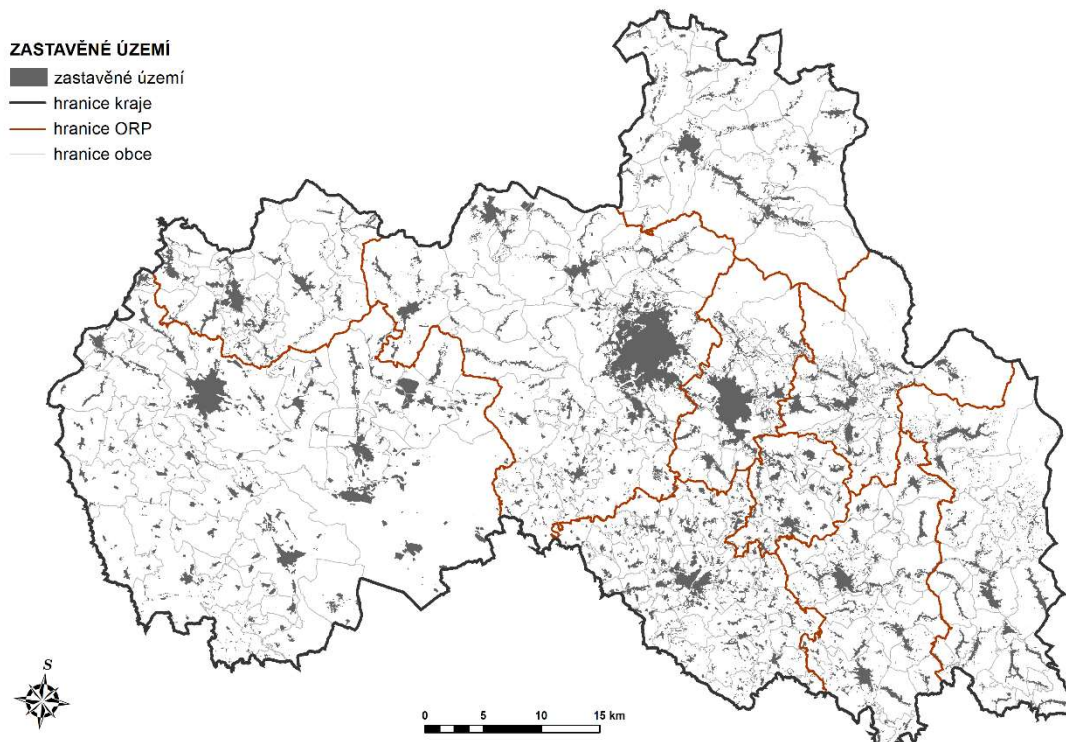 ZASTAVĚNÉ ÚZEMÍ
zastavěné území
hranice kraje
hranice ORP
hranice obce
S
0 5 10 15 km